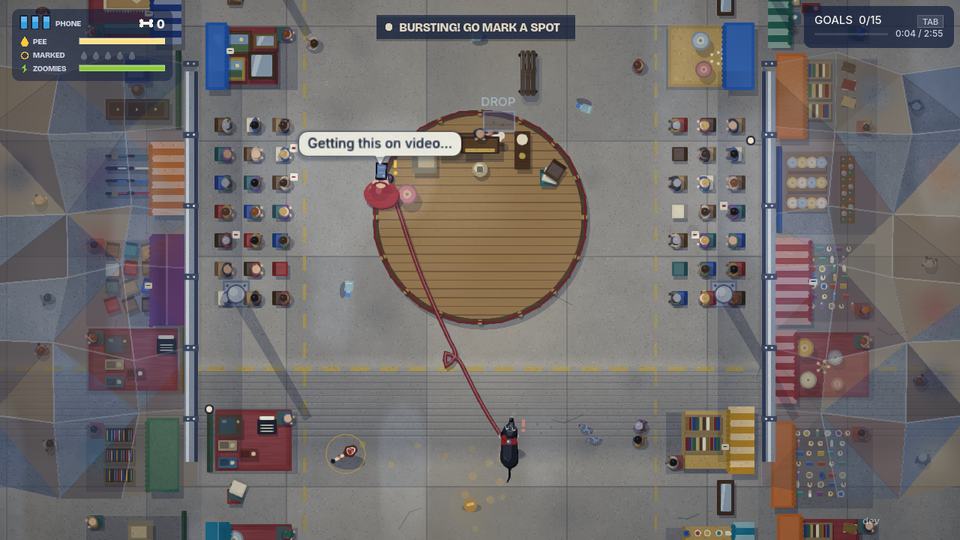 PHONE 0
PEE
MARKED
ZOOMIES
BURSTING! GO MARK A SPOT
GOALS 0/15
TAB
0:04 / 2:55
DROP
Getting this on video...
dev